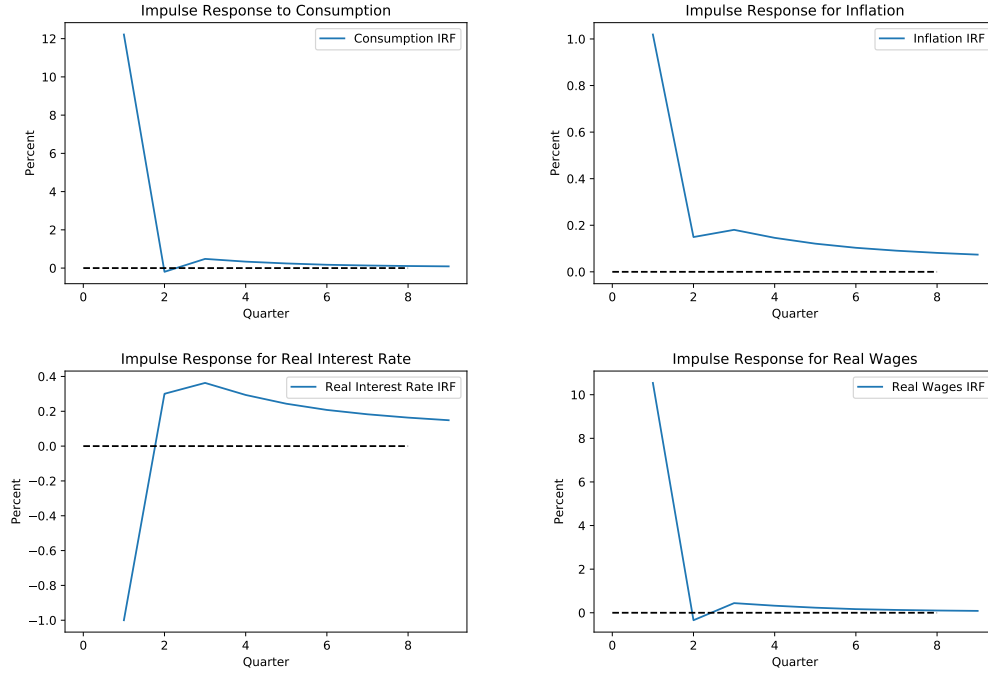 Impulse Response to Consumption
Consumption IRF
12
10
8
6
4
2
0
Percent
0 2 4 6 8
Quarter
Impulse Response for Inflation
Inflation IRF
1.0
0.8
0.6
0.4
0.2
0.0
Percent
0 2 4 6 8
Quarter
Impulse Response for Real Interest Rate
Real Interest Rate IRF
0.4
0.2
0.0
−0.2
−0.4
−0.6
−0.8
−1.0
Percent
0 2 4 6 8
Quarter
Impulse Response for Real Wages
Real Wages IRF
10
8
6
4
2
0
Percent
0 2 4 6 8
Quarter